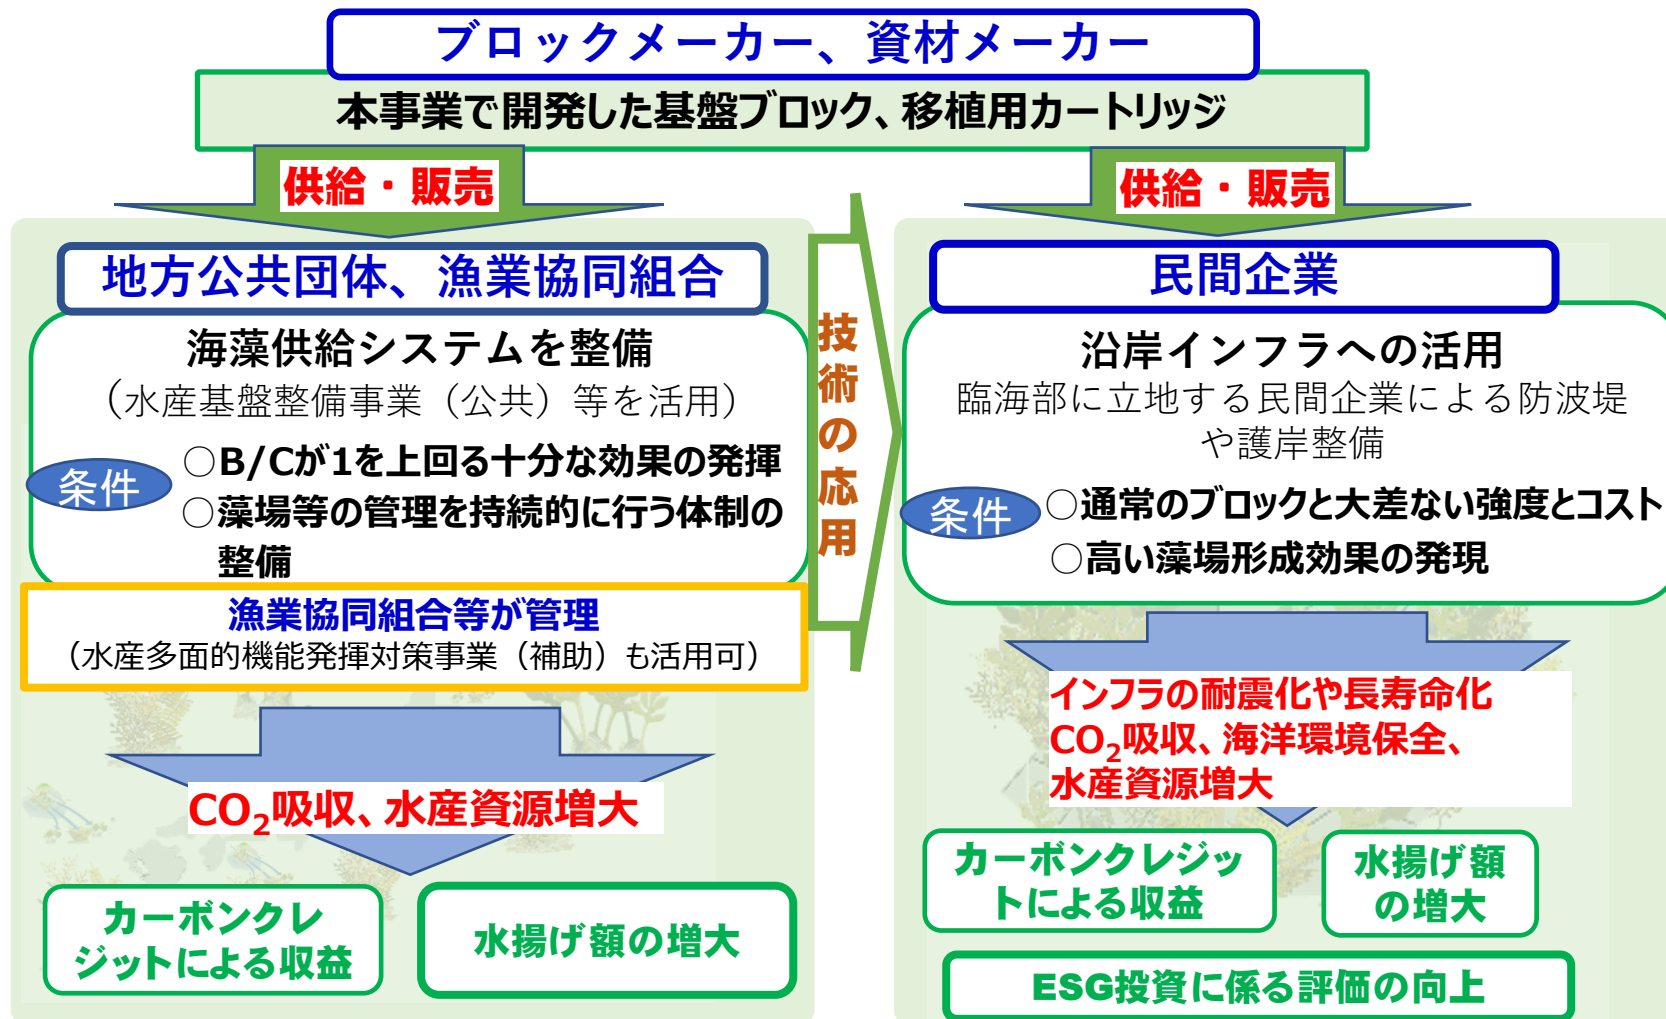 ブロックメーカー、資材メーカー
本事業で開発した基盤ブロック、移植用カートリッジ
供給・販売
供給・販売
地方公共団体、漁業協同組合
海藻供給システムを整備
（水産基盤整備事業（公共）等を活用）
条件
○B/Cが1を上回る十分な効果の発揮
○藻場等の管理を持続的に行う体制の
整備
漁業協同組合等が管理
（水産多面的機能発揮対策事業（補助）も活用可）
CO2吸収、水産資源増大
カーボンクレ
ジットによる収益
水揚げ額の増大
技術の応用
民間企業
沿岸インフラへの活用
臨海部に立地する民間企業による防波堤
や護岸整備
条件
○通常のブロックと大差ない強度とコスト
○高い藻場形成効果の発現
インフラの耐震化や長寿命化
CO2吸収、海洋環境保全、
水産資源増大
カーボンクレジッ
トによる収益
水揚げ額
の増大
ESG投資に係る評価の向上